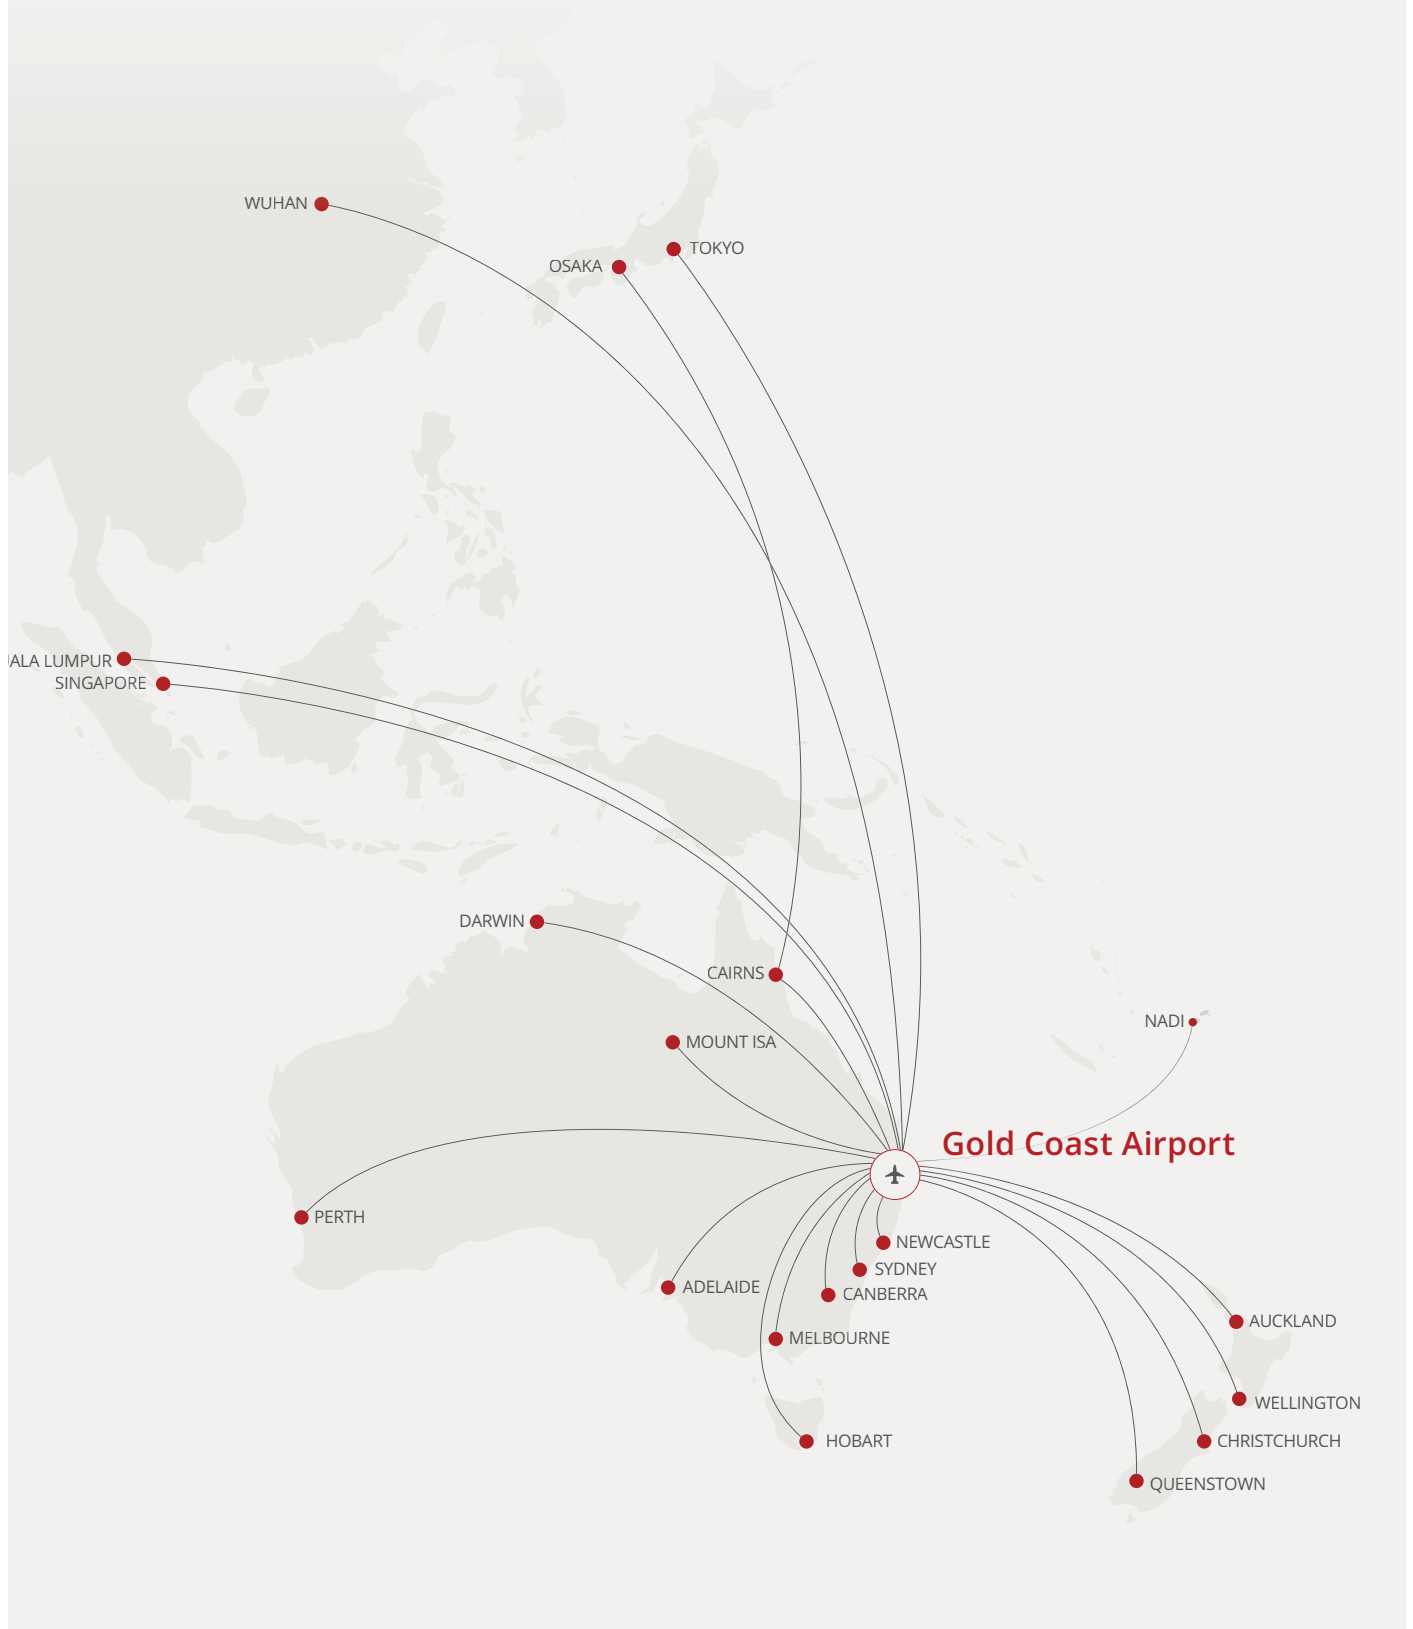 WUHAN
TOKYO
OSAKA
ALA LUMPUR
SINGAPORE
DARWIN
CAIRNS
NADI
MOUNT ISA
Gold Coast Airport
PERTH
NEWCASTLE
SYDNEY
ADELAIDE
CANBERRA
AUCKLAND
MELBOURNE
WELLINGTON
HOBART
CHRISTCHURCH
QUEENSTOWN